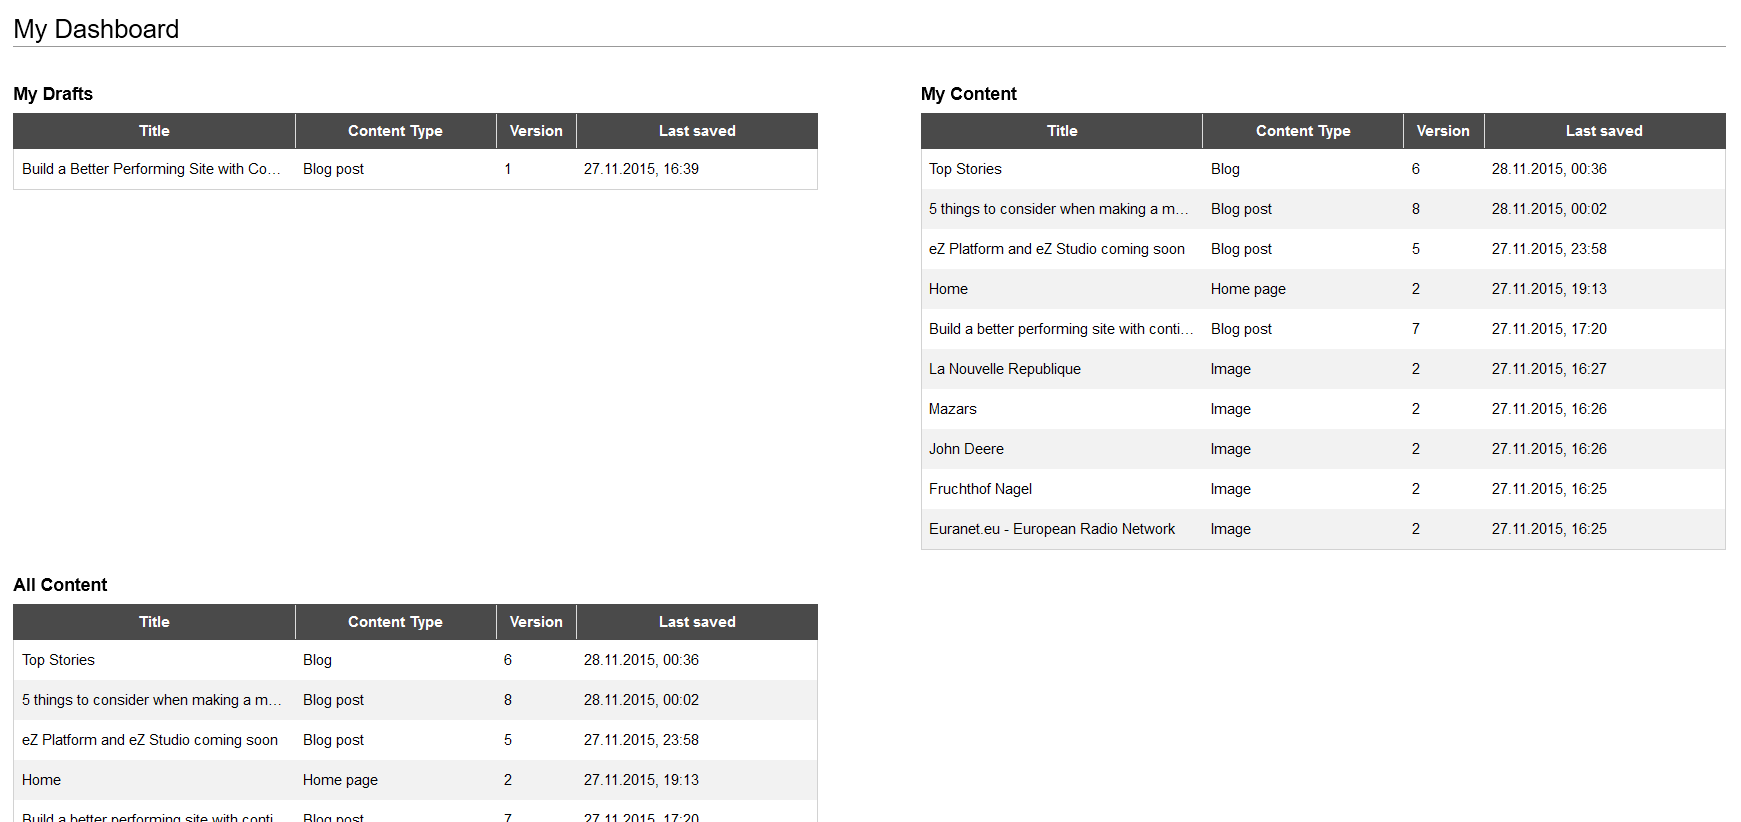 My Dashboard
My Drafts
Title Content Type Version Last saved
Build a Better Performing Site with Co… Blog post 1 27.11.2015, 16:39
My Content
Title Content Type Version Last saved
Top Stories Blog 6 28.11.2015, 00:36
5 things to consider when making a m… Blog post 8 28.11.2015, 00:02
eZ Platform and eZ Studio coming soon Blog post 5 27.11.2015, 23:58
Home Home page 2 27.11.2015, 19:13
Build a better performing site with conti… Blog post 7 27.11.2015, 17:20
La Nouvelle Republique Image 2 27.11.2015, 16:27
Mazars Image 2 27.11.2015, 16:26
John Deere Image 2 27.11.2015, 16:26
Fruchthof Nagel Image 2 27.11.2015, 16:25
Euranet.eu - European Radio Network Image 2 27.11.2015, 16:25
All Content
Title Content Type Version Last saved
Top Stories Blog 6 28.11.2015, 00:36
5 things to consider when making a m… Blog post 8 28.11.2015, 00:02
eZ Platform and eZ Studio coming soon Blog post 5 27.11.2015, 23:58
Home Home page 2 27.11.2015, 19:13
Build a better performing site with conti… Blog post 7 27.11.2015, 17:20